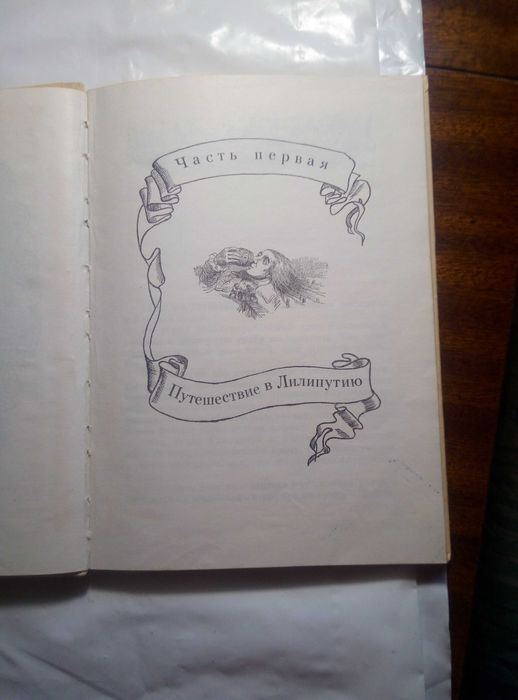 Часть первая
Путешествие в Лилипутию